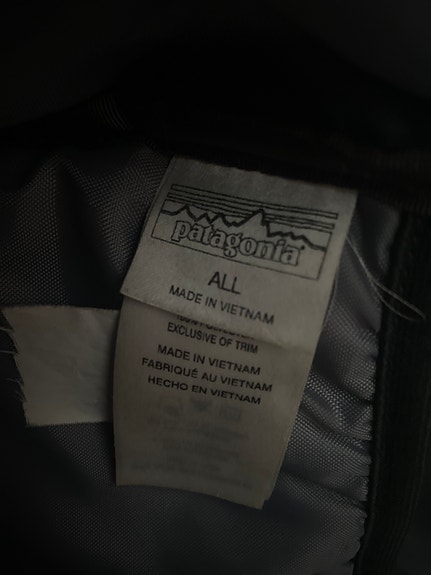 patagonia
ALL
MADE IN VIETNAM
EXCLUSIVE OF TRIM
MADE IN VIETNAM
FABRIQUÉ AU VIETNAM
HECHO EN VIETNAM